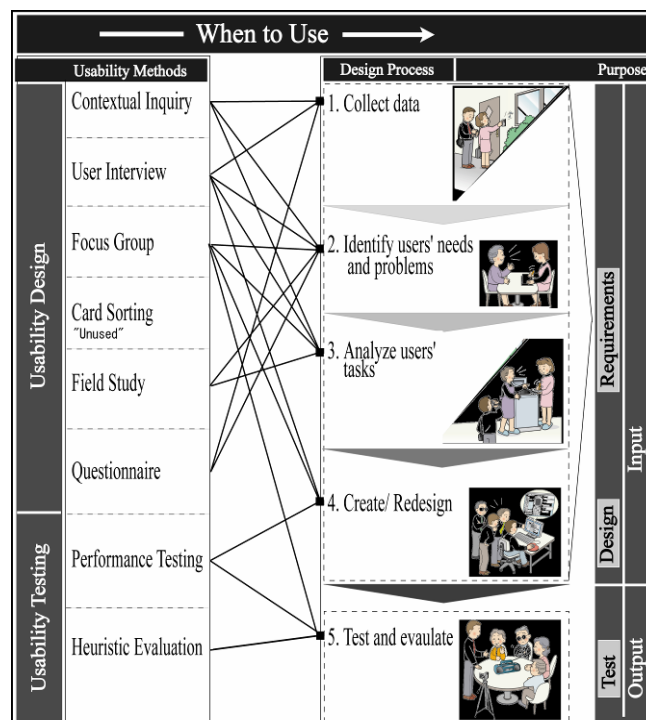 When to Use
Usability Methods
Design Process
Purpose
Usability Design
Contextual Inquiry
User Interview
Focus Group
Card Sorting
"Unused"
Field Study
Questionnaire
Usability Testing
Performance Testing
Heuristic Evaluation
1. Collect data
2. Identify users' needs
and problems
3. Analyze users'
tasks
4. Create/ Redesign
5. Test and evaulate
Requirements
Design
Test
Input
Output